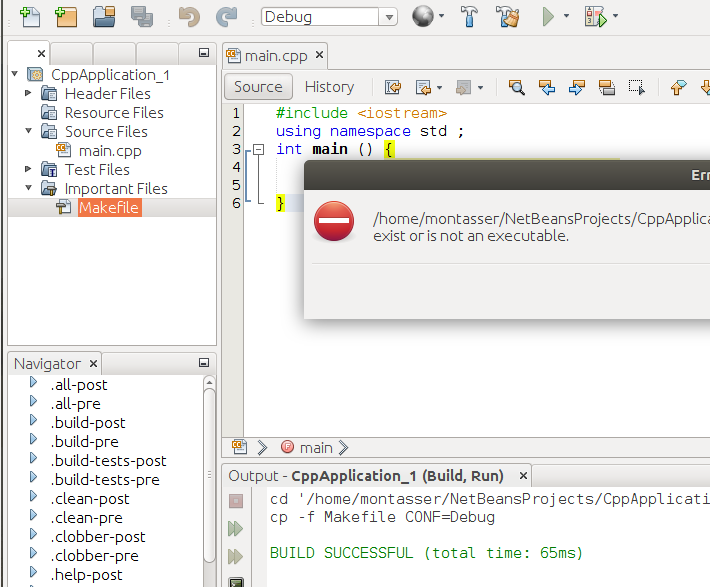 Debug
CppApplication_1
Header Files
Resource Files
Source Files
main.cpp
Test Files
Important Files
Makefile
Navigator
.all-post
.all-pre
.build-post
.build-pre
.build-tests-post
.build-tests-pre
.clean-post
.clean-pre
.clobber-post
.clobber-pre
.help-post
main.cpp
Source
History
1 #include <iostream>
2 using namespace std ;
3 int main () {
4
5
6 }
Err
/home/montasser/NetBeansProjects/CppApplica
exist or is not an executable.
main
Output - CppApplication_1 (Build, Run)
cd '/home/montasser/NetBeansProjects/CppApplicati
cp -f Makefile CONF=Debug
BUILD SUCCESSFUL (total time: 65ms)